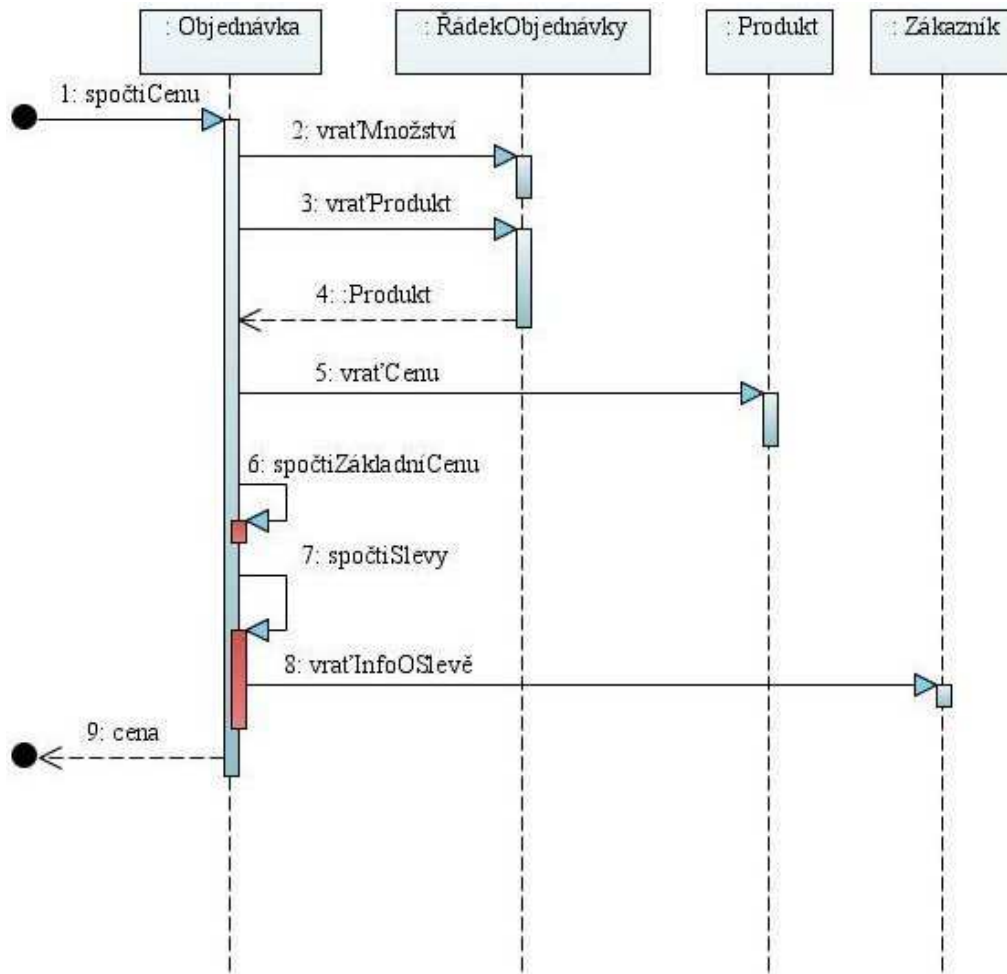 : Objednávka
: ŘádekObjednávky
: Produkt
: Zákazník
1: spočtiCenu
2: vraťMnožství
3: vraťProdukt
4: :Produkt
5: vraťCenu
6: spočtiZákladníCenu
7: spočtiSlevy
8: vraťInfoOSlevě
9: cena